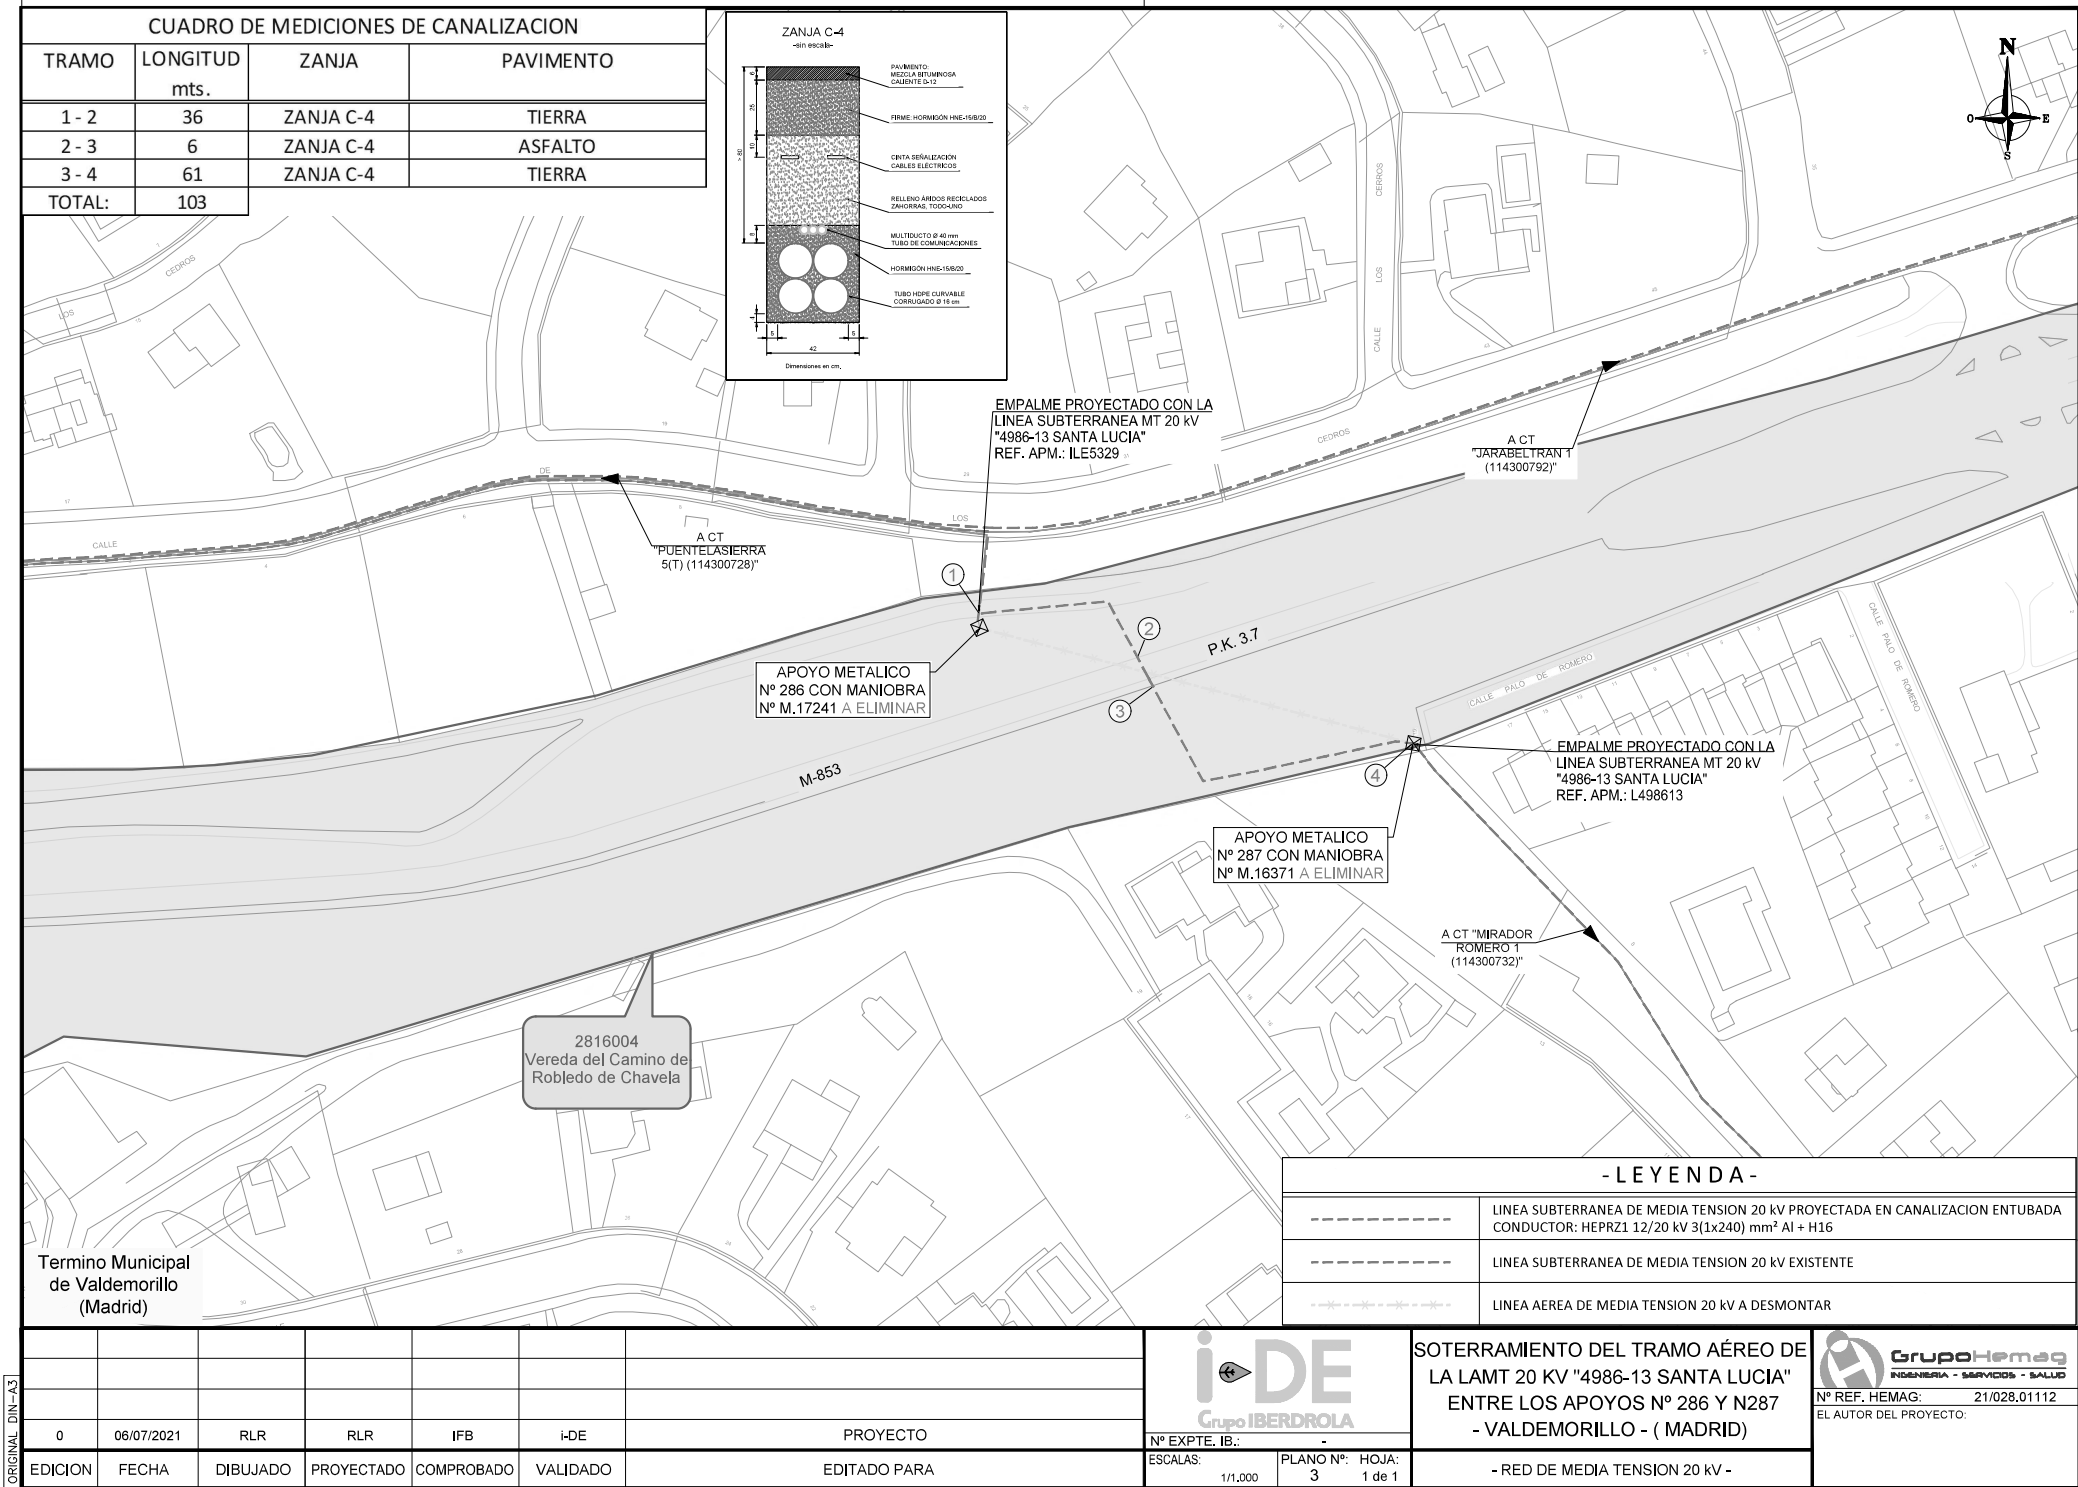 CUADRO DE MEDICIONES DE CANALIZACION
TRAMO LONGITUD mts. ZANJA PAVIMENTO
1 - 2 36 ZANJA C-4 TIERRA
2 - 3 6 ZANJA C-4 ASFALTO
3 - 4 61 ZANJA C-4 TIERRA
TOTAL: 103
ZANJA C-4
-sin escala-
PAVIMENTO:
MEZCLA BITUMINOSA
CALIENTE D-12
FIRME: HORMIGÓN HNE-15/B/20
CINTA SEÑALIZACIÓN
CABLES ELÉCTRICOS
RELLENO ÁRIDOS RECICLADOS
ZAHORRAS, TODO-UNO
MULTIDUCTO Ø 40 mm
TUBO DE COMUNICACIONES
HORMIGÓN HNE-15/B/20
TUBO HDPE CURVABLE
CORRUGADO Ø 16 cm
6
25
10
> 80
8
4
5
5
42
Dimensiones en cm.
N
O
E
S
CEDROS
LOS
CALLE
DE
LOS
CEDROS
CALLE
LOS
CERROS
EMPALME PROYECTADO CON LA
LINEA SUBTERRANEA MT 20 kV
"4986-13 SANTA LUCIA"
REF. APM.: ILE5329
A CT
"JARABELTRAN 1
(114300792)"
A CT
"PUENTELASIERRA
5(T) (114300728)"
1
2
3
4
P.K. 3.7
M-853
APOYO METALICO
Nº 286 CON MANIOBRA
Nº M.17241 A ELIMINAR
CALLE PALO DE ROMERO
CALLE PALO DE ROMERO
EMPALME PROYECTADO CON LA
LINEA SUBTERRANEA MT 20 kV
"4986-13 SANTA LUCIA"
REF. APM.: L498613
APOYO METALICO
Nº 287 CON MANIOBRA
Nº M.16371 A ELIMINAR
A CT "MIRADOR
ROMERO 1
(114300732)"
2816004
Vereda del Camino de
Robledo de Chavela
Termino Municipal
de Valdemorillo
(Madrid)
- L E Y E N D A -
LINEA SUBTERRANEA DE MEDIA TENSION 20 kV PROYECTADA EN CANALIZACION ENTUBADA
CONDUCTOR: HEPRZ1 12/20 kV 3(1x240) mm² Al + H16
LINEA SUBTERRANEA DE MEDIA TENSION 20 kV EXISTENTE
LINEA AEREA DE MEDIA TENSION 20 kV A DESMONTAR
ORIGINAL DIN-A3
0 06/07/2021 RLR RLR IFB i-DE PROYECTO
EDICION FECHA DIBUJADO PROYECTADO COMPROBADO VALIDADO EDITADO PARA
i-DE
Grupo IBERDROLA
Nº EXPTE. IB.: -
ESCALAS: 1/1.000
PLANO Nº: 3
HOJA: 1 de 1
SOTERRAMIENTO DEL TRAMO AÉREO DE
LA LAMT 20 KV "4986-13 SANTA LUCIA"
ENTRE LOS APOYOS Nº 286 Y N287
- VALDEMORILLO - ( MADRID)
- RED DE MEDIA TENSION 20 kV -
GrupoHemag
INGENIERIA - SERVICIOS - SALUD
Nº REF. HEMAG: 21/028.01112
EL AUTOR DEL PROYECTO: